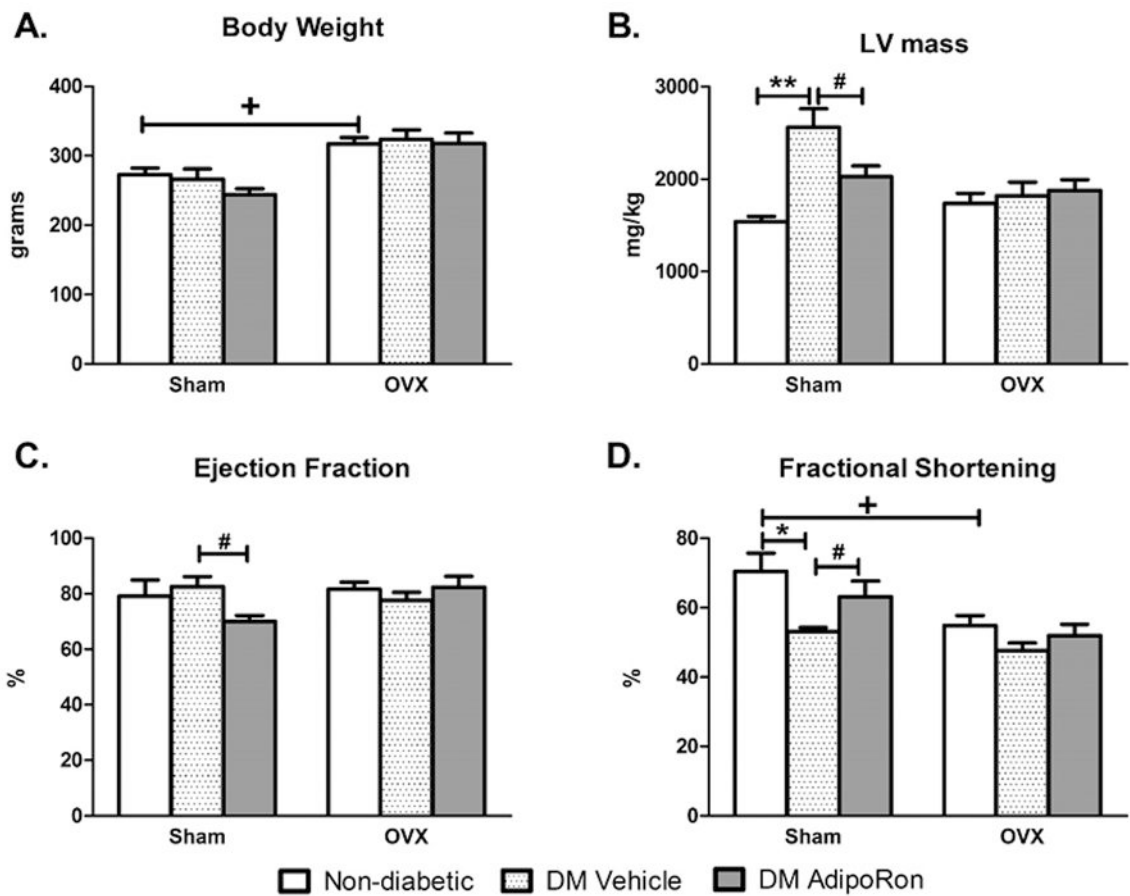 A.
Body Weight
grams
400
300
200
100
0
+
Sham
OVX
B.
LV mass
mg/kg
3000
2000
1000
0
**
#
Sham
OVX
C.
Ejection Fraction
%
100
80
60
40
20
0
#
Sham
OVX
D.
Fractional Shortening
%
80
60
40
20
0
+
*
#
Sham
OVX
Non-diabetic DM Vehicle DM AdipoRon